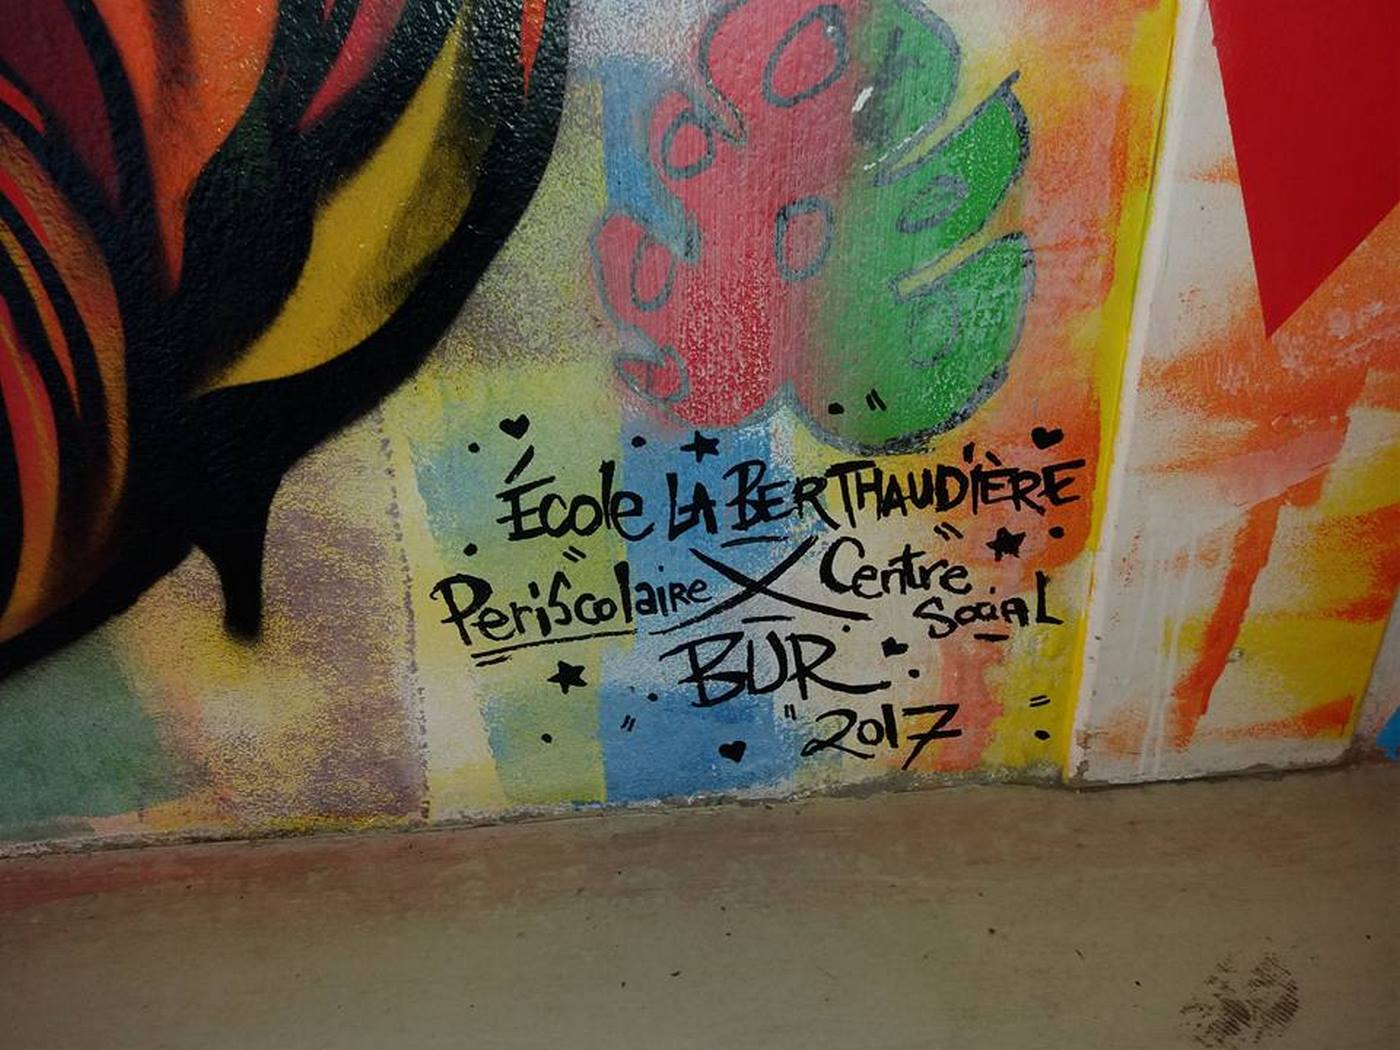 École LA BERTHAUDIÈRE
PeriScolaire X Centre
SociAL
BUR
2017